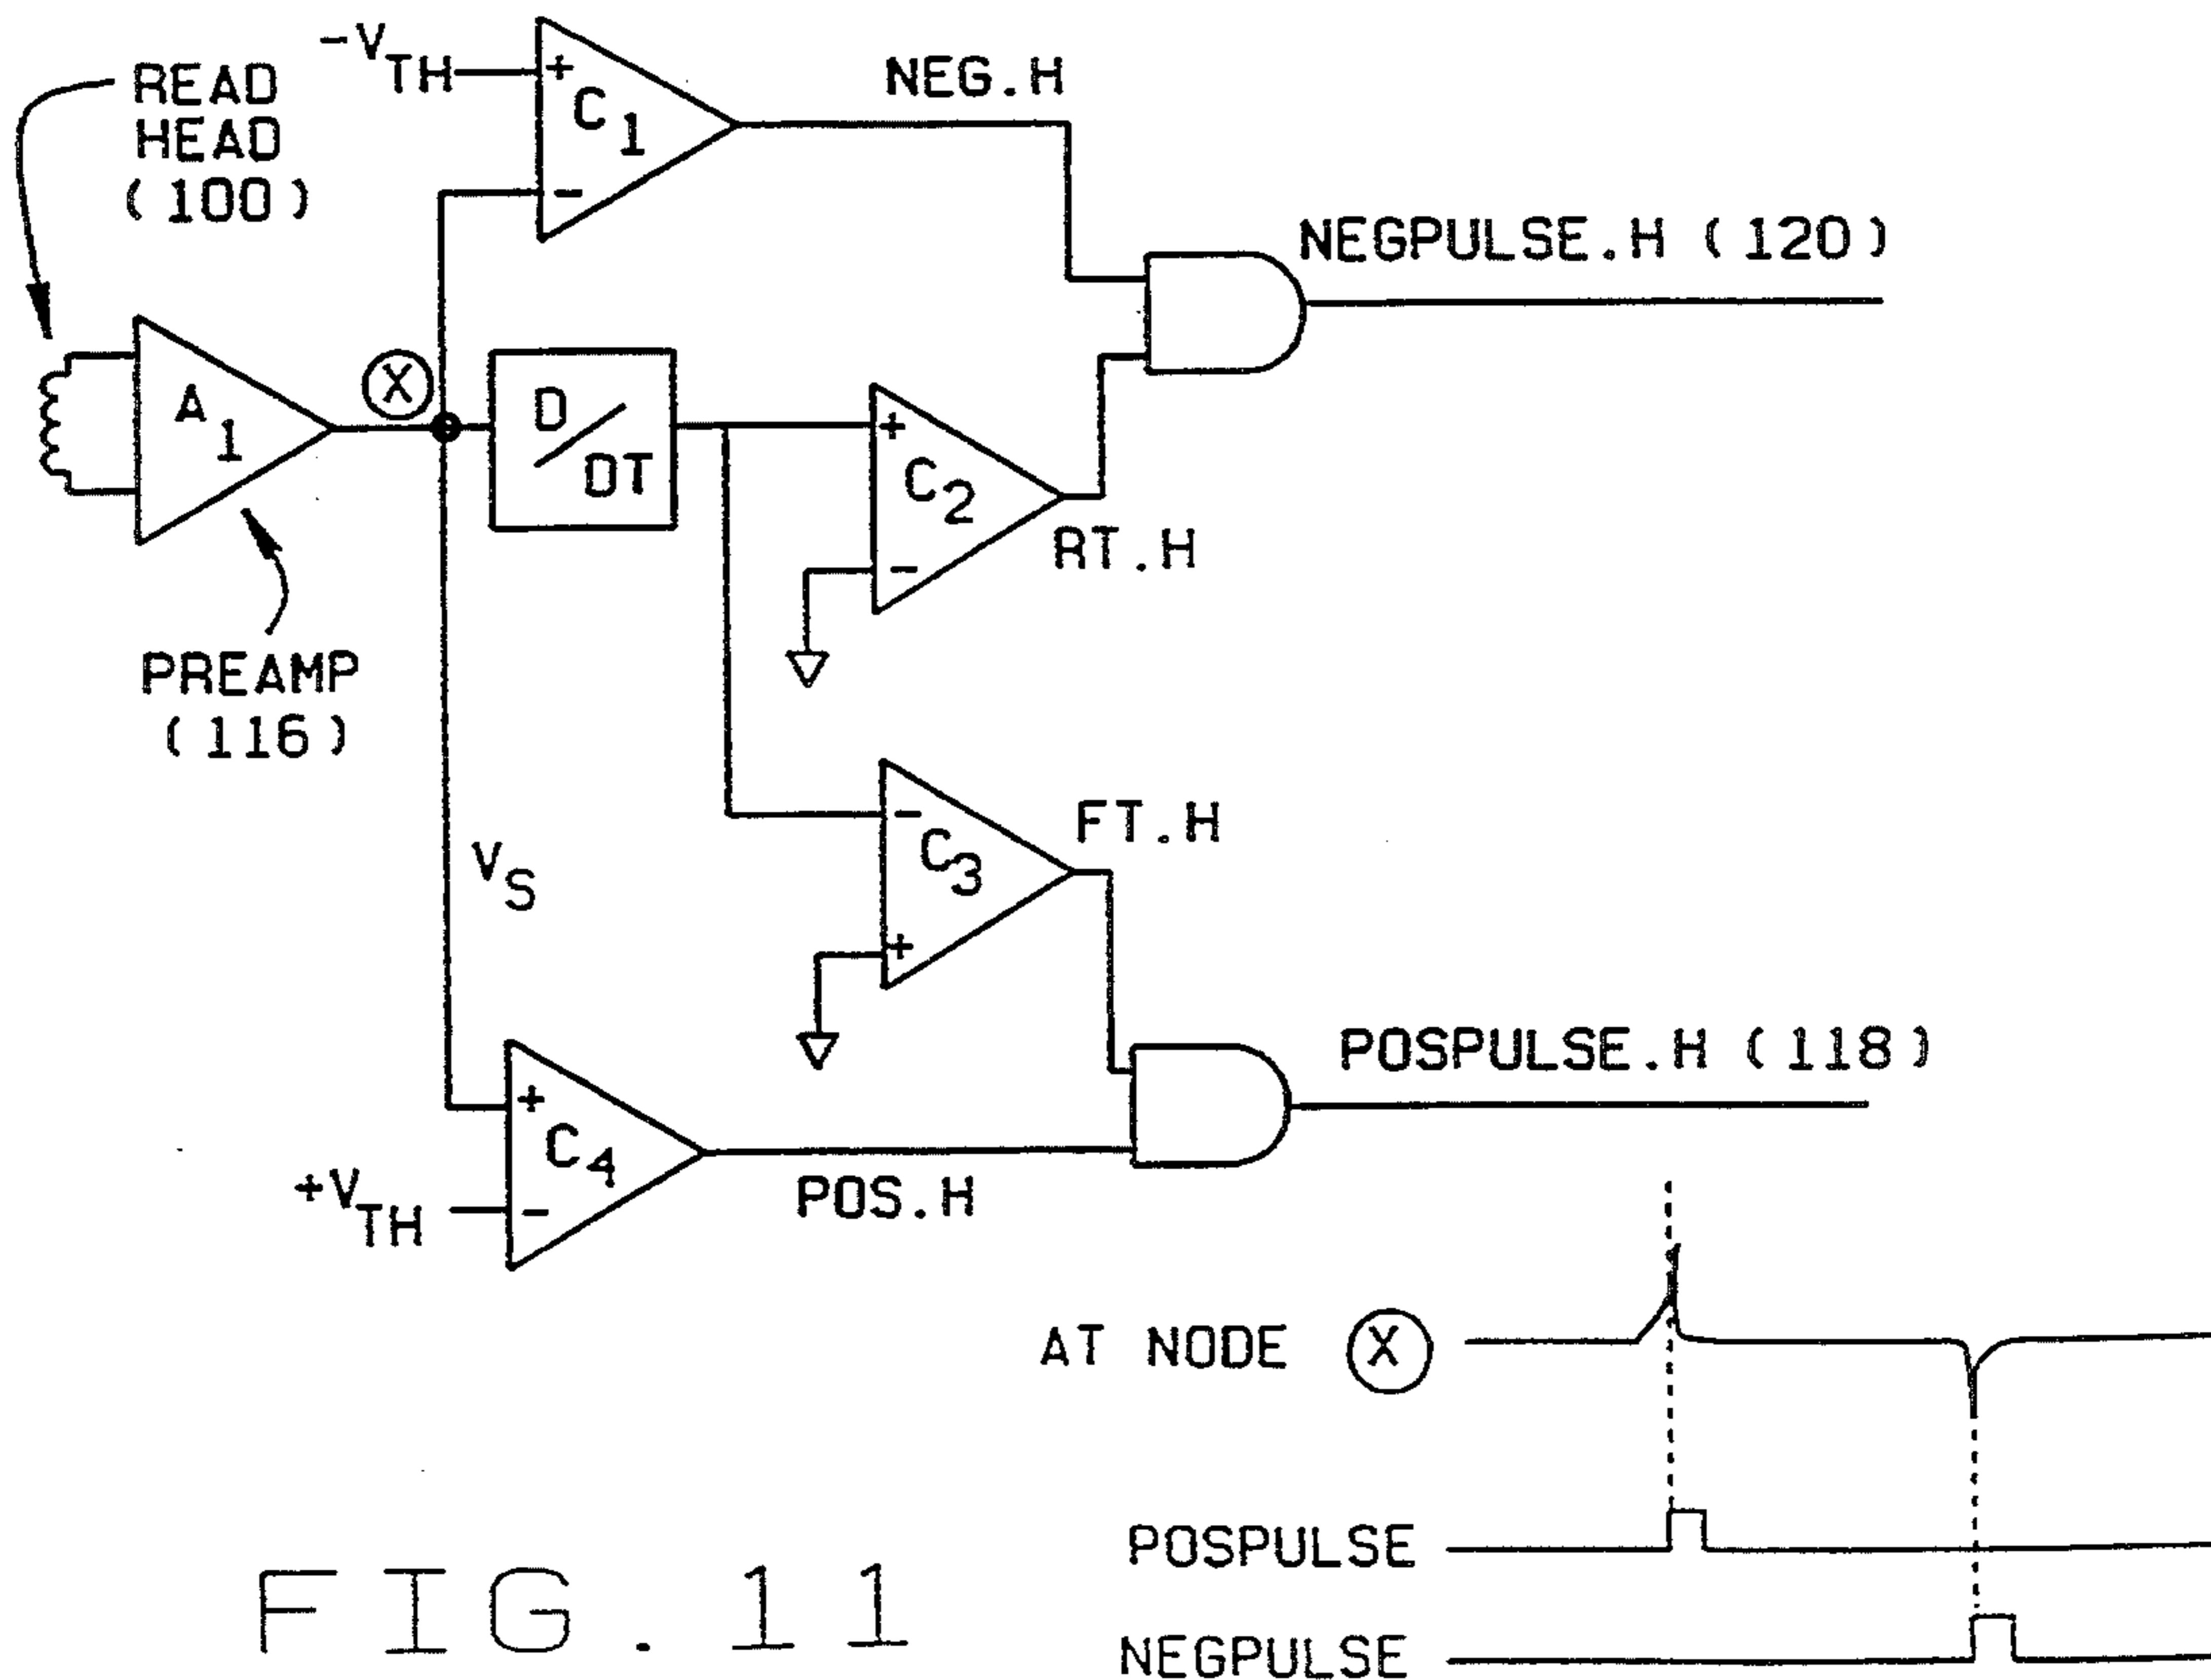 -VTH
+
C1
-
NEG.H
READ
HEAD
(100)
NEGPULSE.H (120)
A1
X
D/DT
+
C2
-
RT.H
PREAMP
(116)
-
C3
+
FT.H
VS
POSPULSE.H (118)
+
C4
-
+VTH
POS.H
AT NODE X
POSPULSE
NEGPULSE
FIG. 11